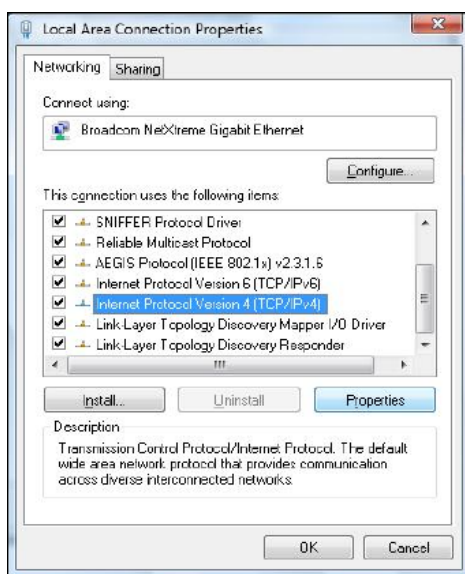 Local Area Connection Properties
Networking
Sharing
Connect using:
Broadcom NetXtreme Gigabit Ethernet
Configure...
This connection uses the following items:
SNIFFER Protocol Driver
Reliable Multicast Protocol
AEGIS Protocol (IEEE 802.1x) v2.3.1.6
Internet Protocol Version 6 (TCP/IPv6)
Internet Protocol Version 4 (TCP/IPv4)
Link-Layer Topology Discovery Mapper I/O Driver
Link-Layer Topology Discovery Responder
Install...
Uninstall
Properties
Description
Transmission Control Protocol/Internet Protocol. The default
wide area network protocol that provides communication
across diverse interconnected networks.
OK
Cancel